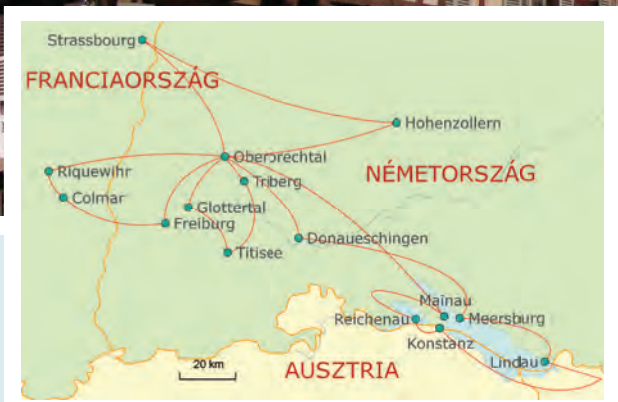 Strassbourg
FRANCIAORSZÁG
Hohenzollern
Oberprechtal
Riquewihr
Triberg
NÉMETORSZÁG
Colmar
Glottertal
Freiburg
Donaueschingen
Titisee
Mainau
Reichenau
Meersburg
Konstanz
Lindau
20 km
AUSZTRIA